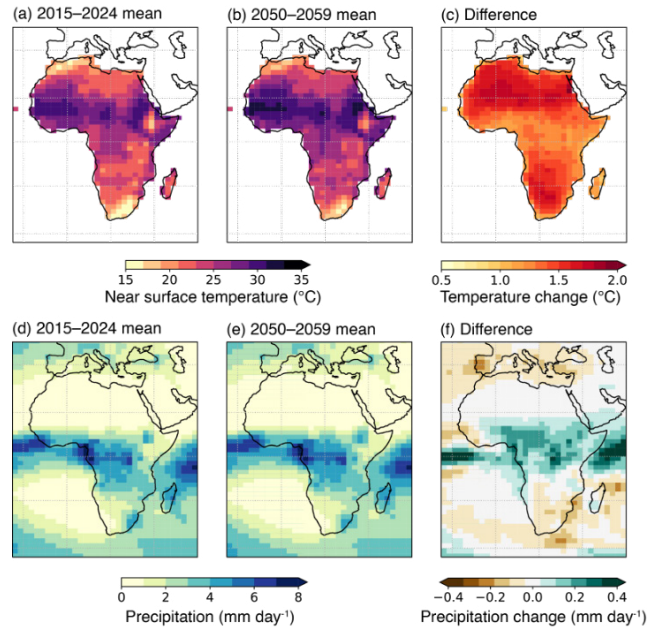 (a) 2015–2024 mean
(b) 2050–2059 mean
(c) Difference
15 20 25 30 35
Near surface temperature (°C)
0.5 1.0 1.5 2.0
Temperature change (°C)
(d) 2015–2024 mean
(e) 2050–2059 mean
(f) Difference
0 2 4 6 8
Precipitation (mm day⁻¹)
−0.4 −0.2 0.0 0.2 0.4
Precipitation change (mm day⁻¹)